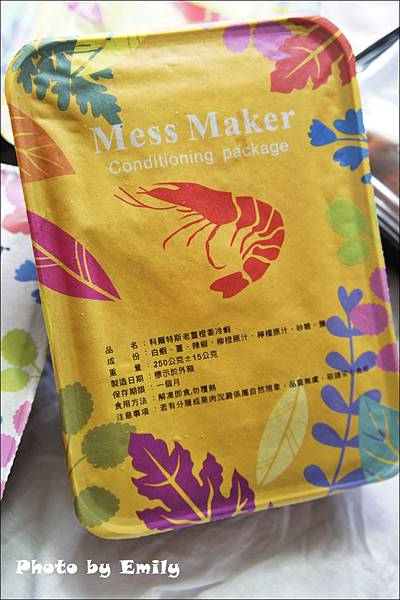 Mess Maker
Conditioning package
品　　名：科爾特斯老薑橙香冷蝦
成　　份：白蝦、薑、辣椒、柳橙原汁、檸檬原汁、砂糖、鹽
重　　量：250公克±15公克
製造日期：標示於外箱
保存期限：一個月
食用方法：解凍即食,勿覆熱
注意事項：若有分層或果肉沉澱係屬自然現象，品質無慮，敬請安心食用
Photo by Emily